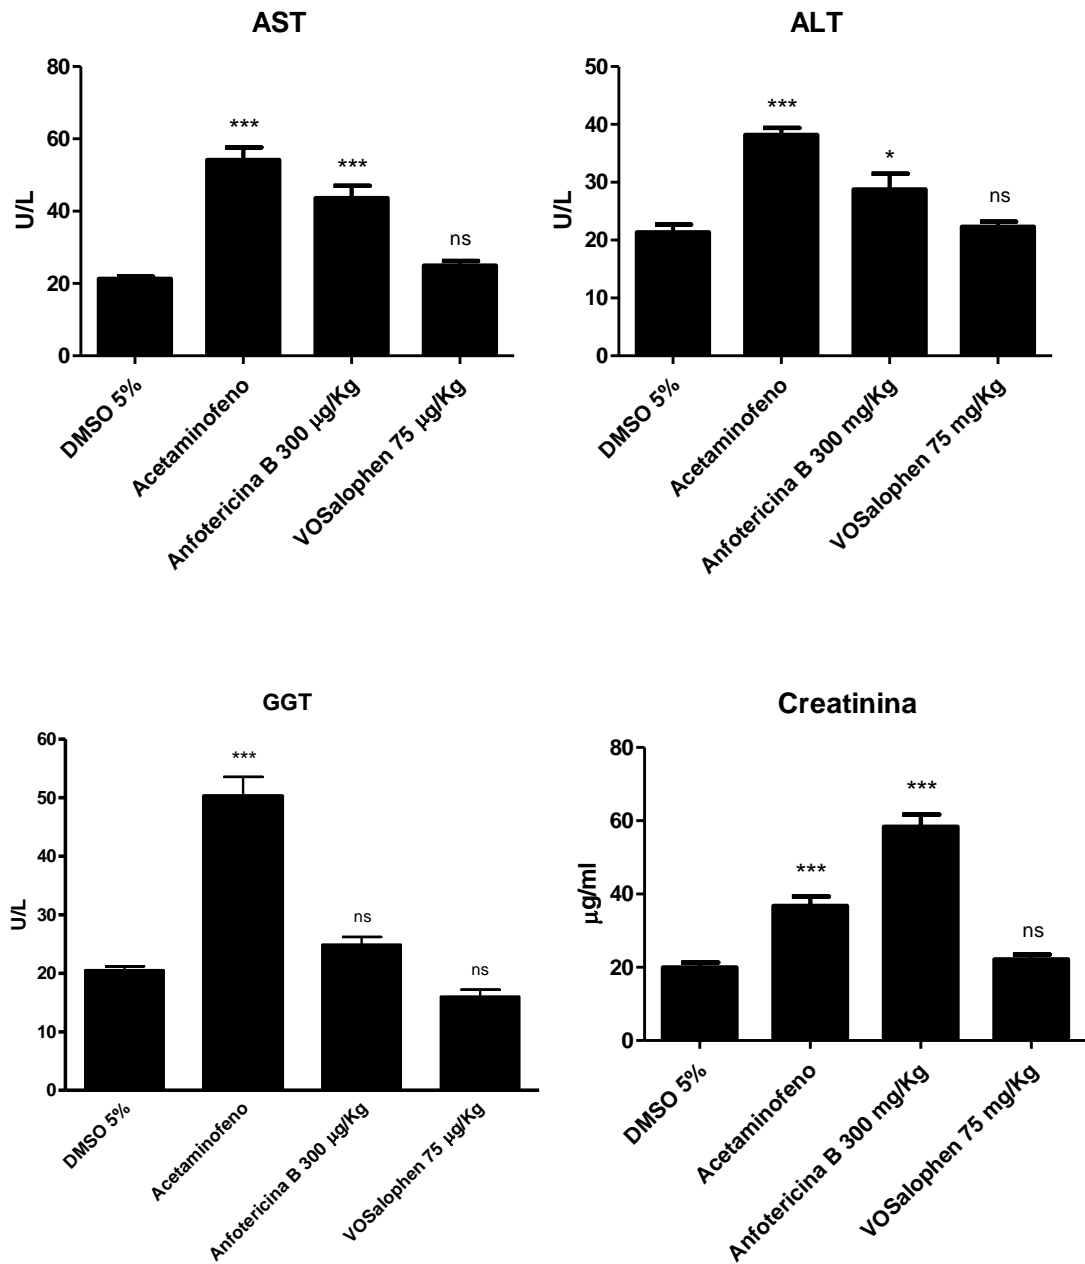 AST
80
60
40
20
0
U/L
***
***
ns
DMSO 5%
Acetaminofeno
Anfotericina B 300 µg/Kg
VOSalophen 75 µg/Kg
ALT
50
40
30
20
10
0
U/L
***
*
ns
DMSO 5%
Acetaminofeno
Anfotericina B 300 mg/Kg
VOSalophen 75 mg/Kg
GGT
60
50
40
30
20
10
0
U/L
***
ns
ns
DMSO 5%
Acetaminofeno
Anfotericina B 300 µg/Kg
VOSalophen 75 µg/Kg
Creatinina
80
60
40
20
0
µg/ml
***
***
ns
DMSO 5%
Acetaminofeno
Anfotericina B 300 mg/Kg
VOSalophen 75 mg/Kg